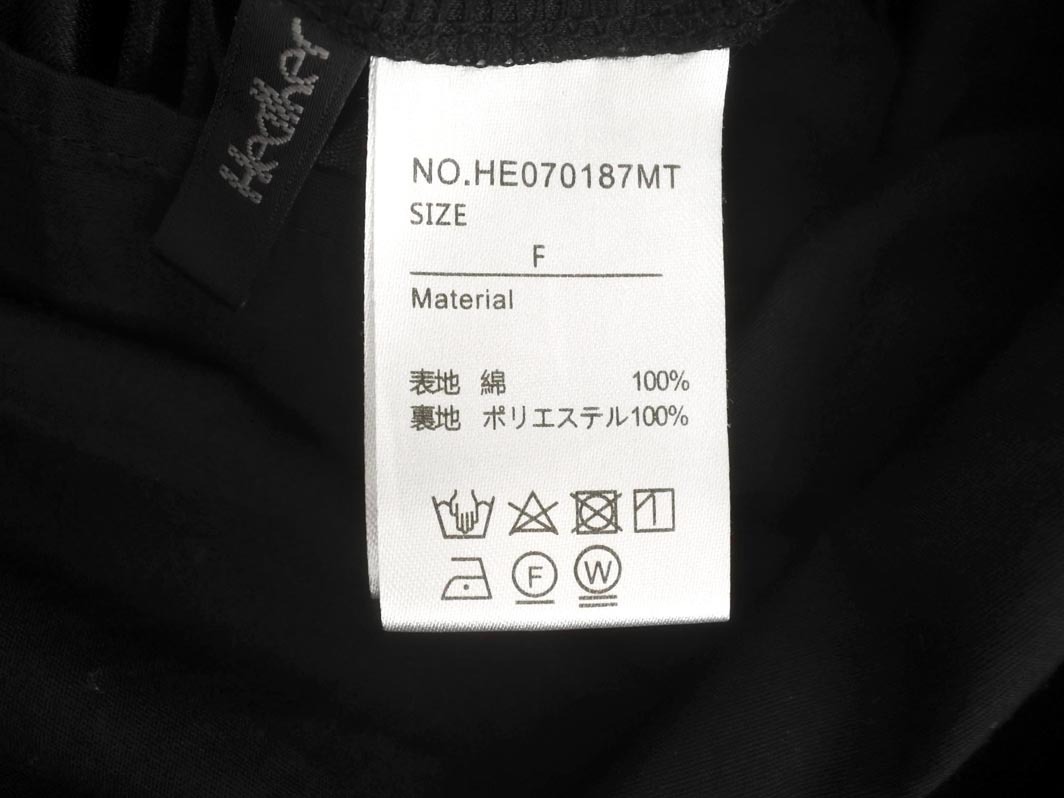 NO.HE070187MT
SIZE
F
Material
表地 綿 100%
裏地 ポリエステル100%
F W